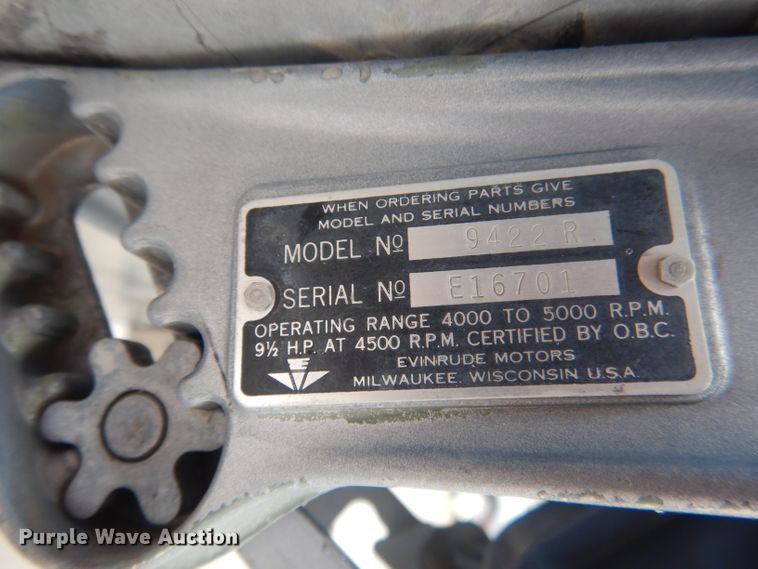 WHEN ORDERING PARTS GIVE
MODEL AND SERIAL NUMBERS
MODEL Nº 9422R
SERIAL Nº E16701
OPERATING RANGE 4000 TO 5000 R.P.M.
9½ H.P. AT 4500 R.P.M. CERTIFIED BY O.B.C.
EVINRUDE MOTORS
MILWAUKEE, WISCONSIN U.S.A.
Purple Wave Auction